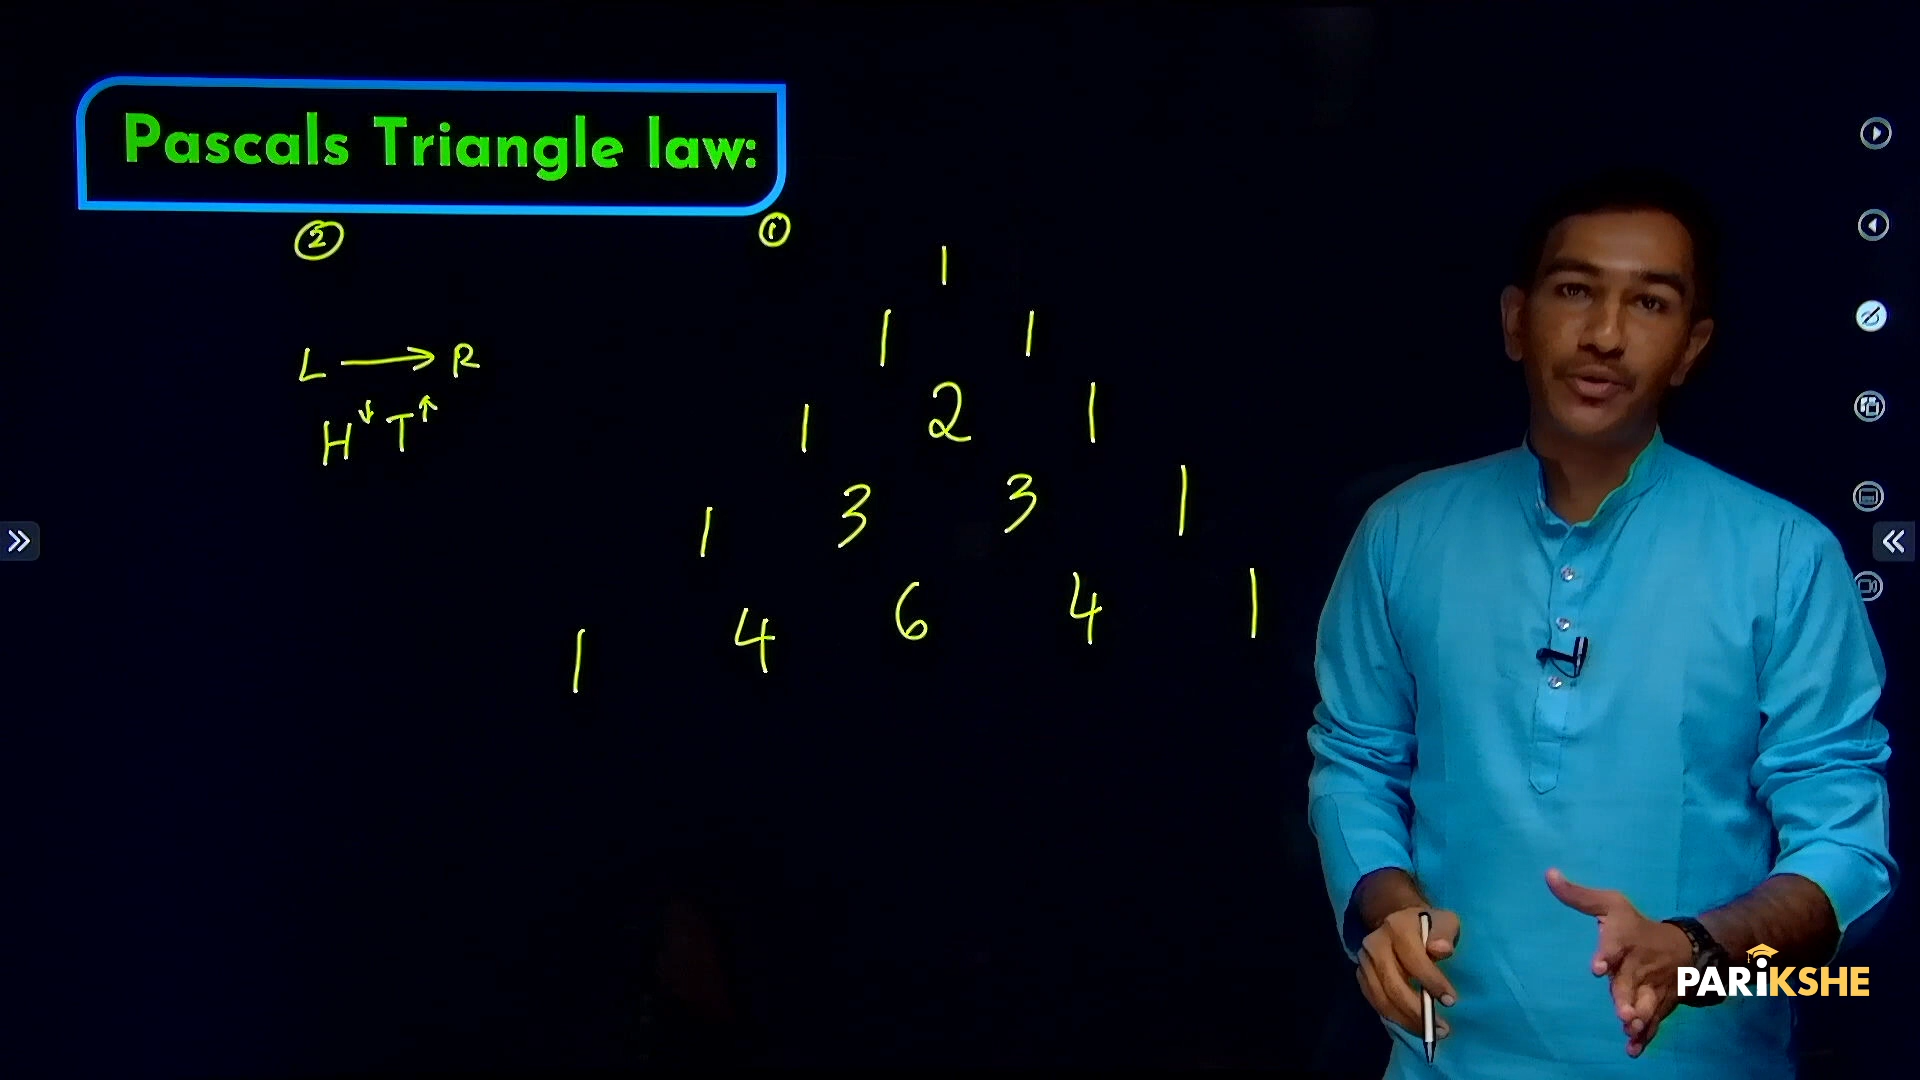 Pascals Triangle law:
② ①
1
1 1
L → R
1 2 1
H↓ T↑
1 3 3 1
1 4 6 4 1
PARiKSHE